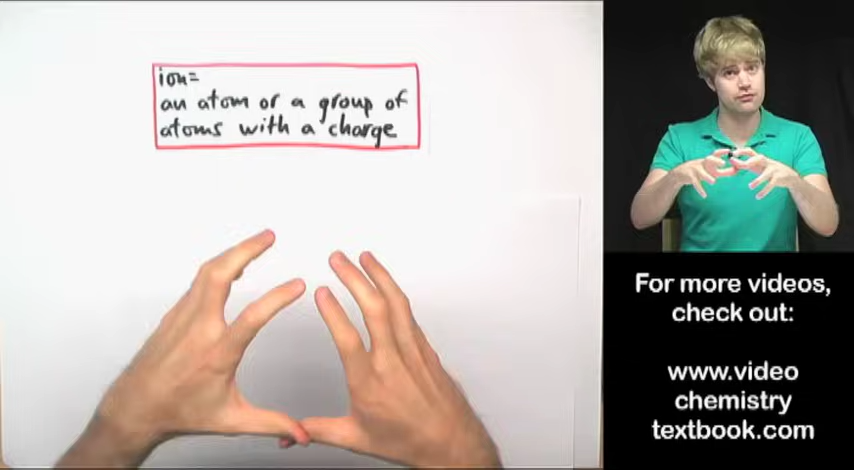 ion=
an atom or a group of
atoms with a charge
For more videos,
check out:
www.video
chemistry
textbook.com